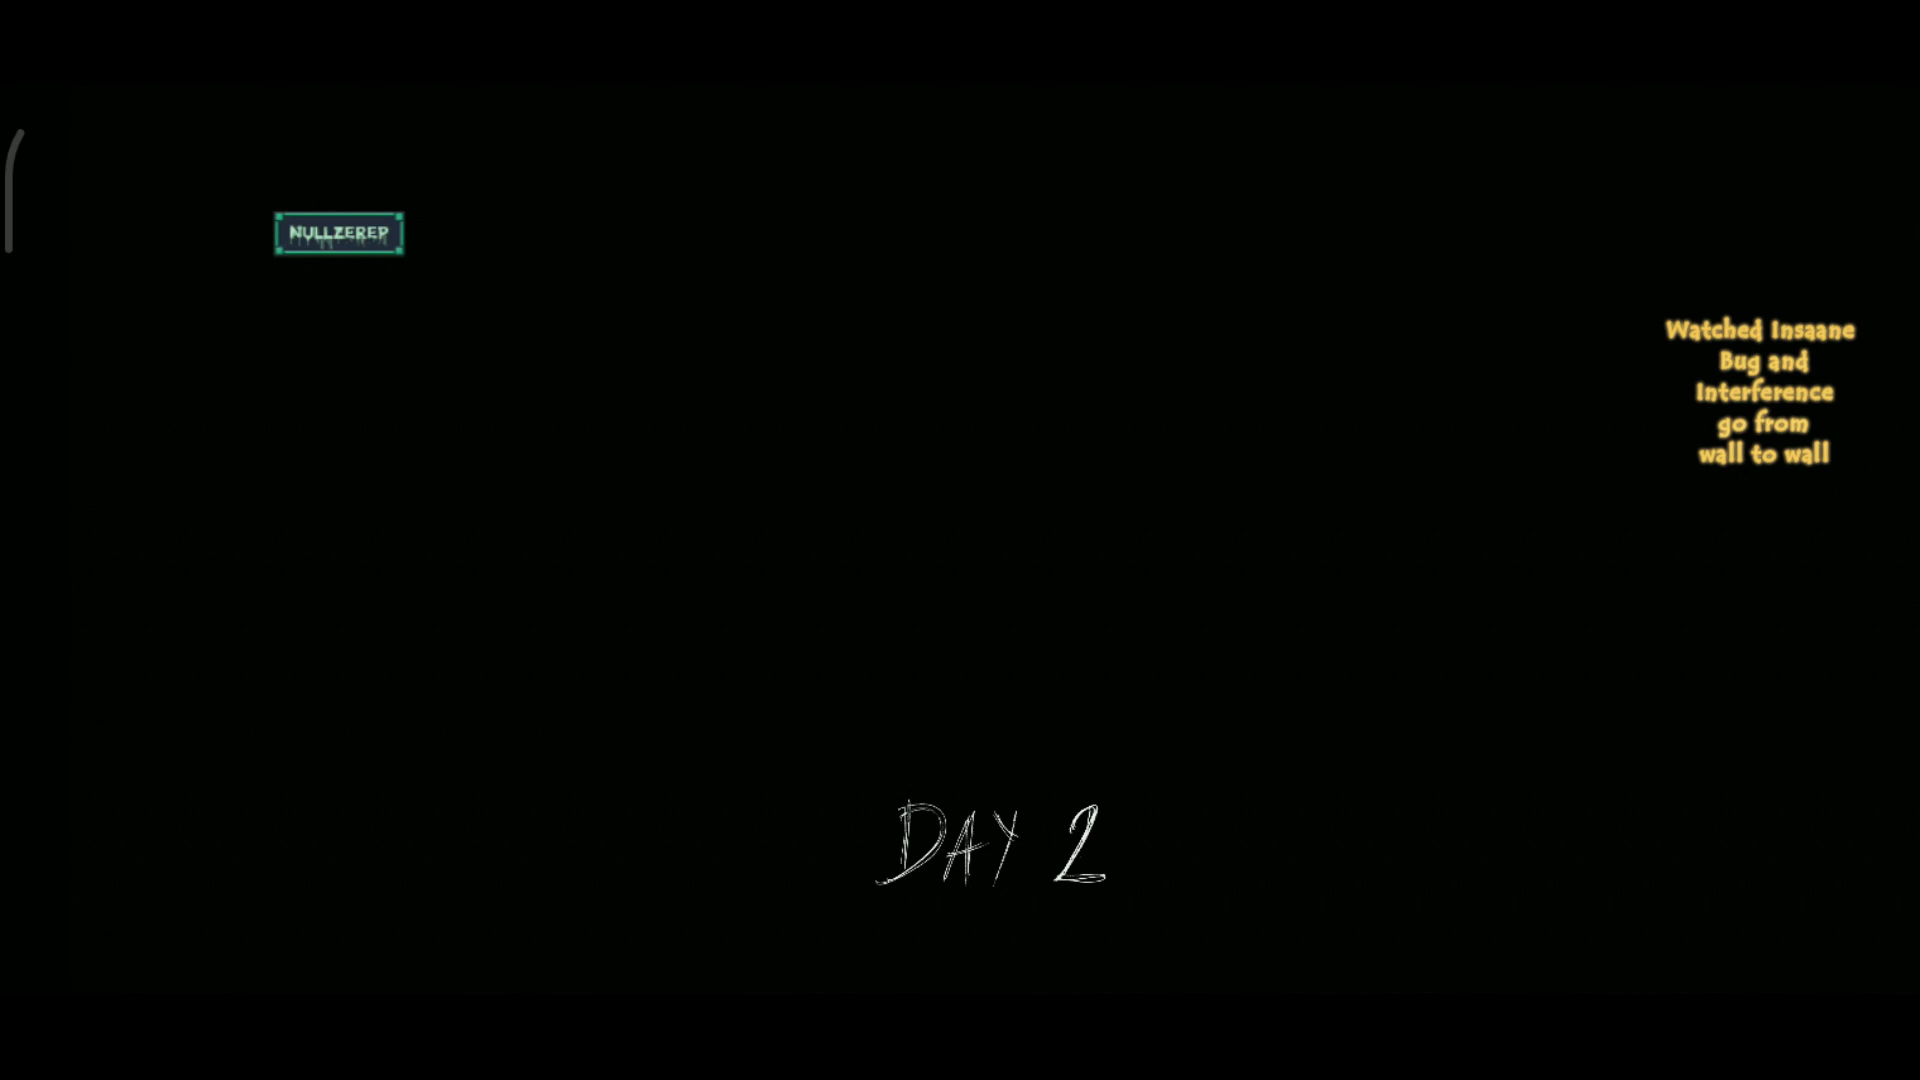 NULLZEREP
Watched Insaane
Bug and
Interference
go from
wall to wall
DAY 2